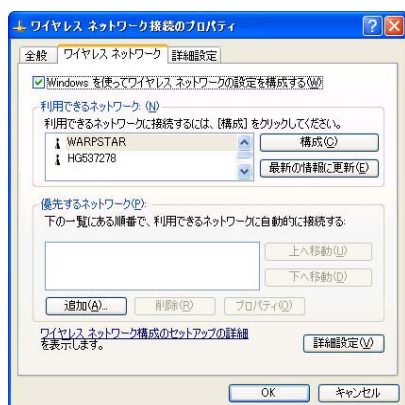 ワイヤレス ネットワーク接続のプロパティ
全般 ワイヤレス ネットワーク 詳細設定
Windows を使ってワイヤレス ネットワークの設定を構成する(W)
利用できるネットワーク: (N)
利用できるネットワークに接続するには、[構成] をクリックしてください。
WARPSTAR
構成(C)
HG537278
最新の情報に更新(E)
優先するネットワーク(P):
下の一覧にある順番で、利用できるネットワークに自動的に接続する:
上へ移動(U)
下へ移動(D)
追加(A)... 削除(R) プロパティ(O)
ワイヤレス ネットワーク構成のセットアップの詳細
を表示します。
詳細設定(V)
OK キャンセル